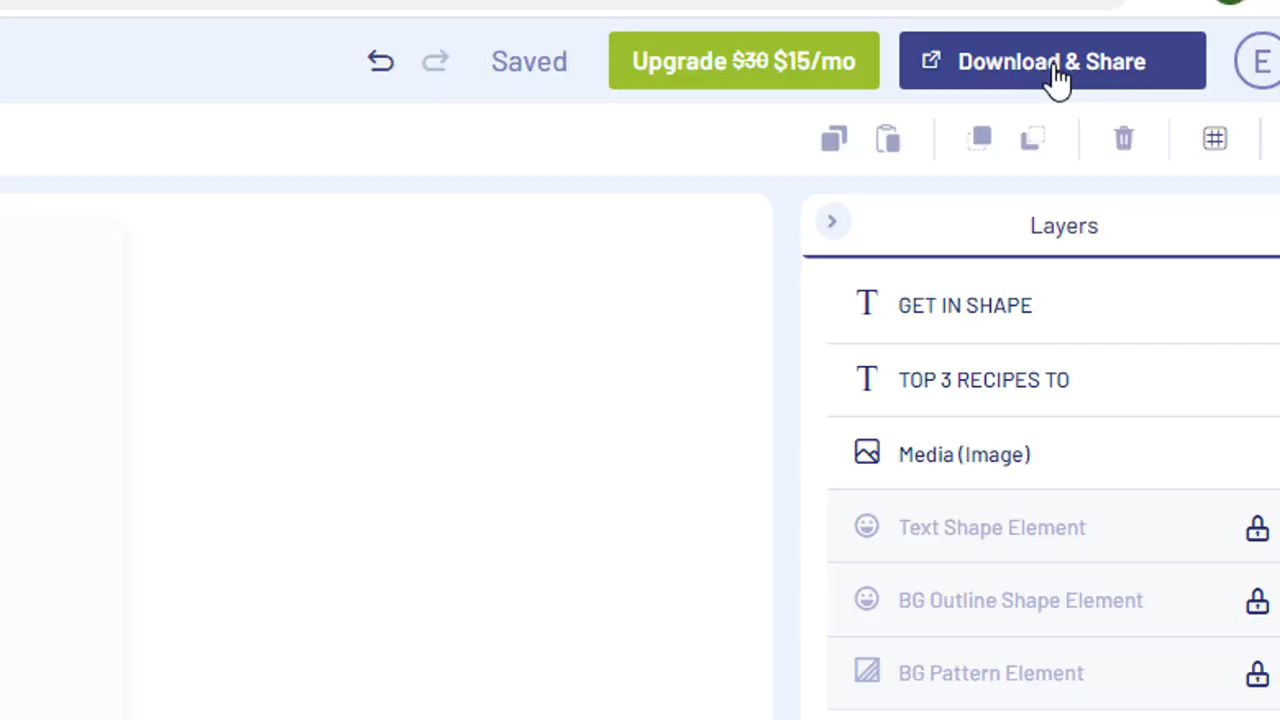 Saved
Upgrade $30 $15/mo
Download & Share
E
Layers
GET IN SHAPE
TOP 3 RECIPES TO
Media (Image)
Text Shape Element
BG Outline Shape Element
BG Pattern Element